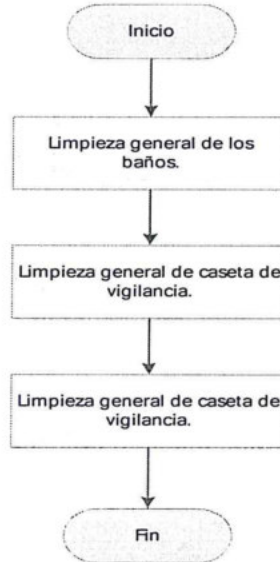 Inicio
Limpieza general de los
baños.
Limpieza general de caseta de
vigilancia.
Limpieza general de caseta de
vigilancia.
Fin